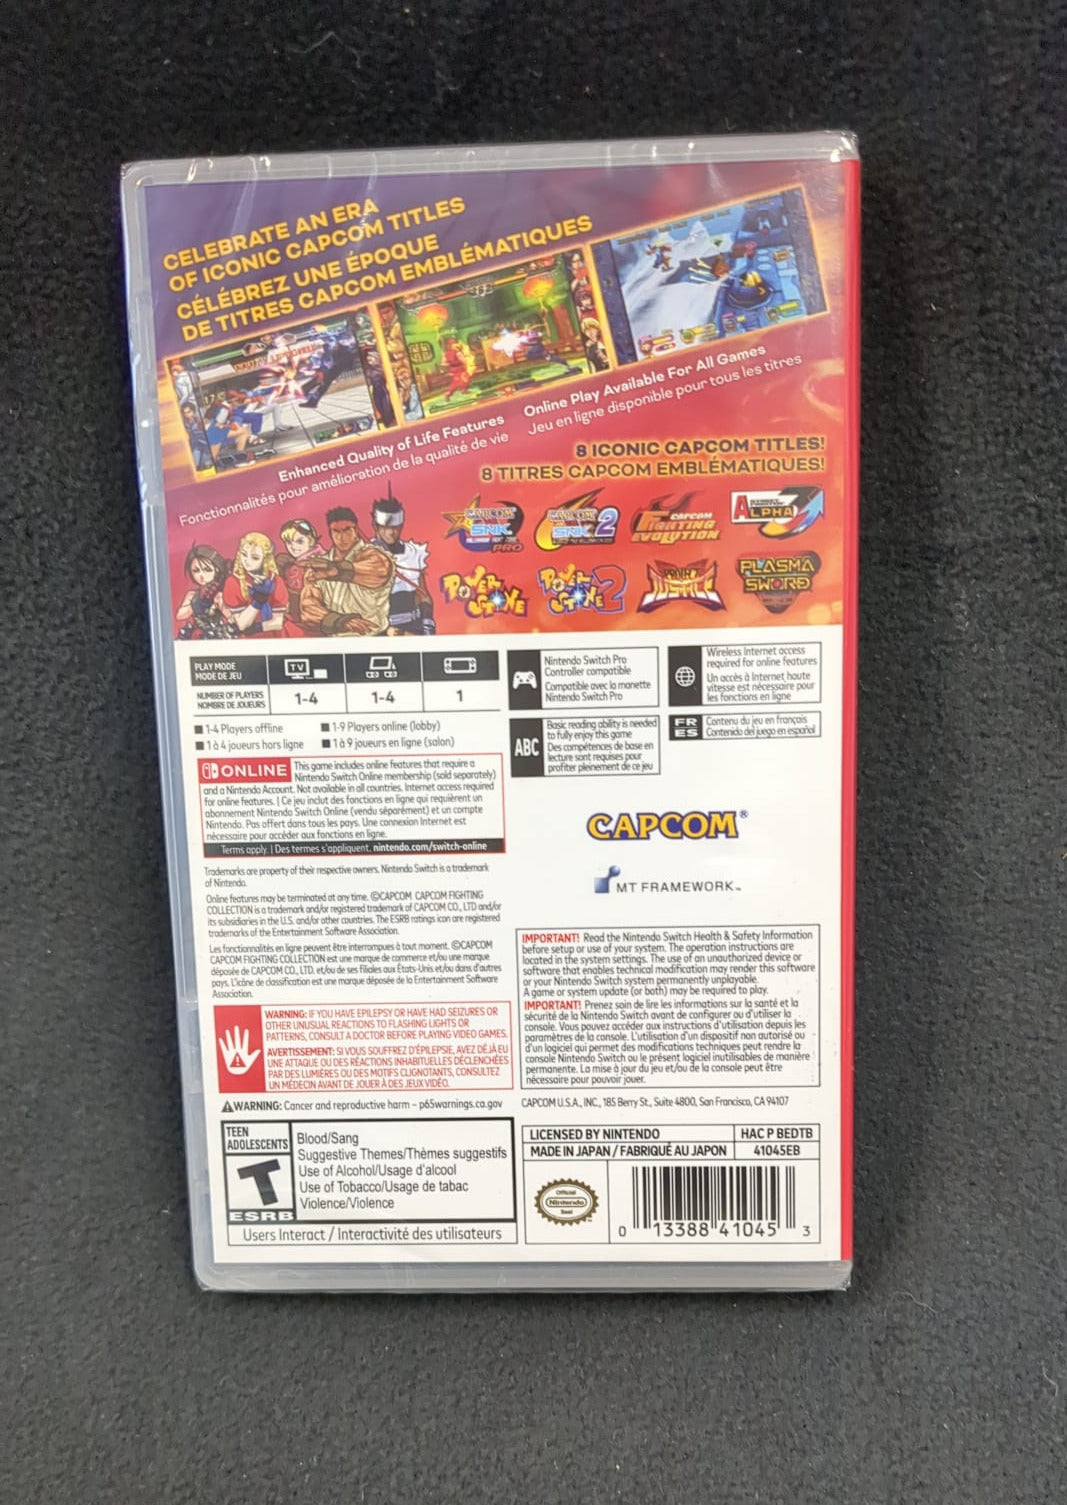 CELEBRATE AN ERA
OF ICONIC CAPCOM TITLES
CÉLÉBREZ UNE ÉPOQUE
DE TITRES CAPCOM EMBLÉMATIQUES
Enhanced Quality of Life Features
Fonctionnalités pour amélioration de la qualité de vie
Online Play Available For All Games
Jeu en ligne disponible pour tous les titres
8 ICONIC CAPCOM TITLES!
8 TITRES CAPCOM EMBLÉMATIQUES!
CAPCOM
SNK
PRO
CAPCOM
SNK 2
CAPCOM
FIGHTING
EVOLUTION
ALPHA 3
POWER
STONE
POWER
STONE 2
PROJECT
JUSTICE
PLASMA
SWORD
PLAY MODE
MODE DE JEU
TV
NUMBER OF PLAYERS
NOMBRE DE JOUEURS
1-4
1-4
1
1-4 Players offline
1-9 Players online (lobby)
1 à 4 joueurs hors ligne
1 à 9 joueurs en ligne (salon)
Nintendo Switch Pro
Controller compatible
Compatible avec la manette
Nintendo Switch Pro
Wireless Internet access
required for online features
Un accès à Internet haute
vitesse est nécessaire pour
les fonctions en ligne
ABC
Basic reading ability is needed
to fully enjoy this game
Des compétences de base en
lecture sont requises pour
profiter pleinement de ce jeu
FR
ES
Contenu du jeu en français
Contenido del juego en español
ONLINE
This game includes online features that require a
Nintendo Switch Online membership (sold separately)
and a Nintendo Account. Not available in all countries. Internet access required
for online features. | Ce jeu inclut des fonctions en ligne qui requièrent un
abonnement Nintendo Switch Online (vendu séparément) et un compte
Nintendo. Pas offert dans tous les pays. Une connexion Internet est
nécessaire pour accéder aux fonctions en ligne.
Terms apply. | Des termes s'appliquent. nintendo.com/switch-online
CAPCOM®
MT FRAMEWORK™
Trademarks are property of their respective owners. Nintendo Switch is a trademark
of Nintendo.
Online features may be terminated at any time. ©CAPCOM CAPCOM FIGHTING
COLLECTION is a trademark and/or registered trademark of CAPCOM CO., LTD and/or
its subsidiaries in the U.S. and/or other countries. The ESRB ratings icon are registered
trademarks of the Entertainment Software Association.
Les fonctionnalités en ligne peuvent être interrompues à tout moment. ©CAPCOM
CAPCOM FIGHTING COLLECTION est une marque de commerce et/ou une marque
déposée de CAPCOM CO., LTD. et/ou de ses filiales aux États-Unis et/ou dans d'autres
pays. L'icône de classification est une marque déposée de la Entertainment Software
Association.
IMPORTANT! Read the Nintendo Switch Health & Safety Information
before setup or use of your system. The operation instructions are
located in the system settings. The use of an unauthorized device or
software that enables technical modification may render this software
or your Nintendo Switch system permanently unplayable.
A game or system update (or both) may be required to play.
IMPORTANT! Prenez soin de lire les informations sur la santé et la
sécurité de la Nintendo Switch avant de configurer ou d'utiliser la
console. Vous pouvez accéder aux instructions d'utilisation depuis les
paramètres de la console. L'utilisation d'un dispositif non autorisé ou
d'un logiciel qui permet des modifications techniques peut rendre la
console Nintendo Switch ou le présent logiciel inutilisables de manière
permanente. La mise à jour du jeu et/ou de la console peut être
nécessaire pour pouvoir jouer.
WARNING: IF YOU HAVE EPILEPSY OR HAVE HAD SEIZURES OR
OTHER UNUSUAL REACTIONS TO FLASHING LIGHTS OR
PATTERNS, CONSULT A DOCTOR BEFORE PLAYING VIDEO GAMES.
AVERTISSEMENT: SI VOUS SOUFFREZ D'ÉPILEPSIE, AVEZ DÉJÀ EU
UNE ATTAQUE OU DES RÉACTIONS INHABITUELLES DÉCLENCHÉES
PAR DES LUMIÈRES OU DES MOTIFS CLIGNOTANTS, CONSULTEZ
UN MÉDECIN AVANT DE JOUER À DES JEUX VIDÉO.
WARNING: Cancer and reproductive harm - p65warnings.ca.gov
CAPCOM U.S.A., INC., 185 Berry St., Suite 4800, San Francisco, CA 94107
TEEN
ADOLESCENTS
T
ESRB
Blood/Sang
Suggestive Themes/Thèmes suggestifs
Use of Alcohol/Usage d'alcool
Use of Tobacco/Usage de tabac
Violence/Violence
Users Interact / Interactivité des utilisateurs
LICENSED BY NINTENDO
HAC P BEDTB
MADE IN JAPAN / FABRIQUÉ AU JAPON
41045EB
Official
Nintendo
Seal
0 13388 41045 3